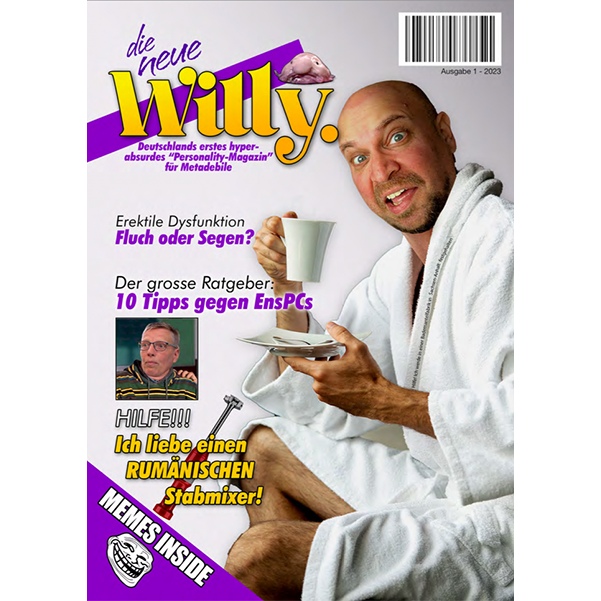 die
neue
Willy.
Ausgabe 1 - 2023
Deutschlands erstes hyper-
absurdes "Personality-Magazin"
für Metadebile
Erektile Dysfunktion
Fluch oder Segen?
Der grosse Ratgeber:
10 Tipps gegen EnsPCs
HILFE!!!
Ich liebe einen
RUMÄNISCHEN
Stabmixer!
MEMES INSIDE